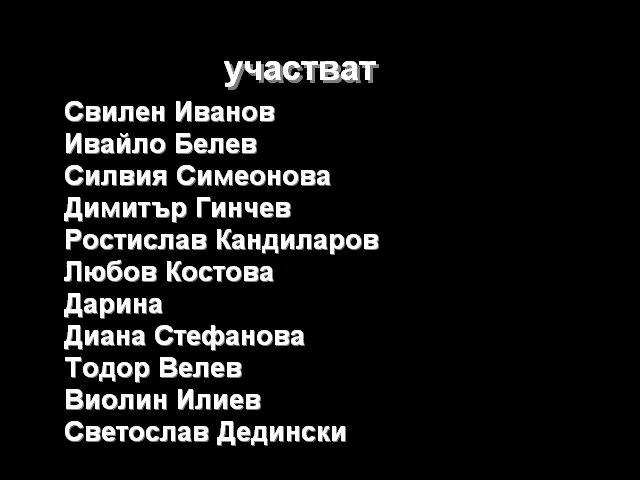 участват
Свилен Иванов
Ивайло Белев
Силвия Симеонова
Димитър Гинчев
Ростислав Кандиларов
Любов Костова
Дарина
Диана Стефанова
Тодор Велев
Виолин Илиев
Светослав Дедински